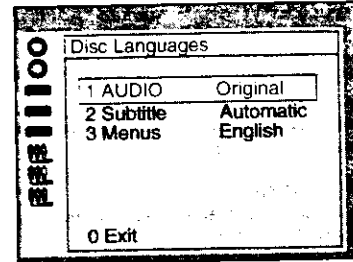 Disc Languages
1 AUDIO Original
2 Subtitle Automatic
3 Menus English
0 Exit